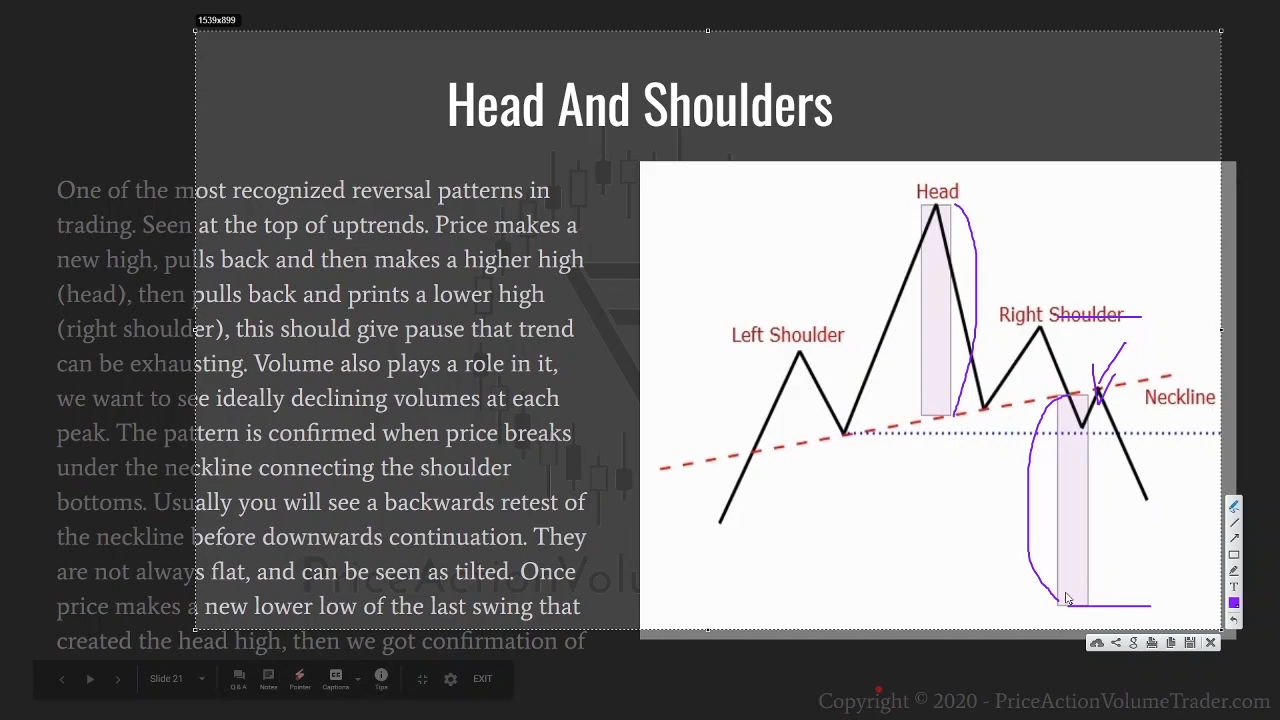 1539x899
Head And Shoulders
One of the most recognized reversal patterns in
trading. Seen at the top of uptrends. Price makes a
new high, pulls back and then makes a higher high
(head), then pulls back and prints a lower high
(right shoulder), this should give pause that trend
can be exhausting. Volume also plays a role in it,
we want to see ideally declining volumes at each
peak. The pattern is confirmed when price breaks
under the neckline connecting the shoulder
bottoms. Usually you will see a backwards retest of
the neckline before downwards continuation. They
are not always flat, and can be seen as tilted. Once
price makes a new lower low of the last swing that
created the head high, then we got confirmation of
Head
Left Shoulder
Right Shoulder
Neckline
PriceActionVolu
T
g
Slide 21
Q & A
Notes
Pointer
CC
Captions
Tips
EXIT
Copyright © 2020 - PriceActionVolumeTrader.com